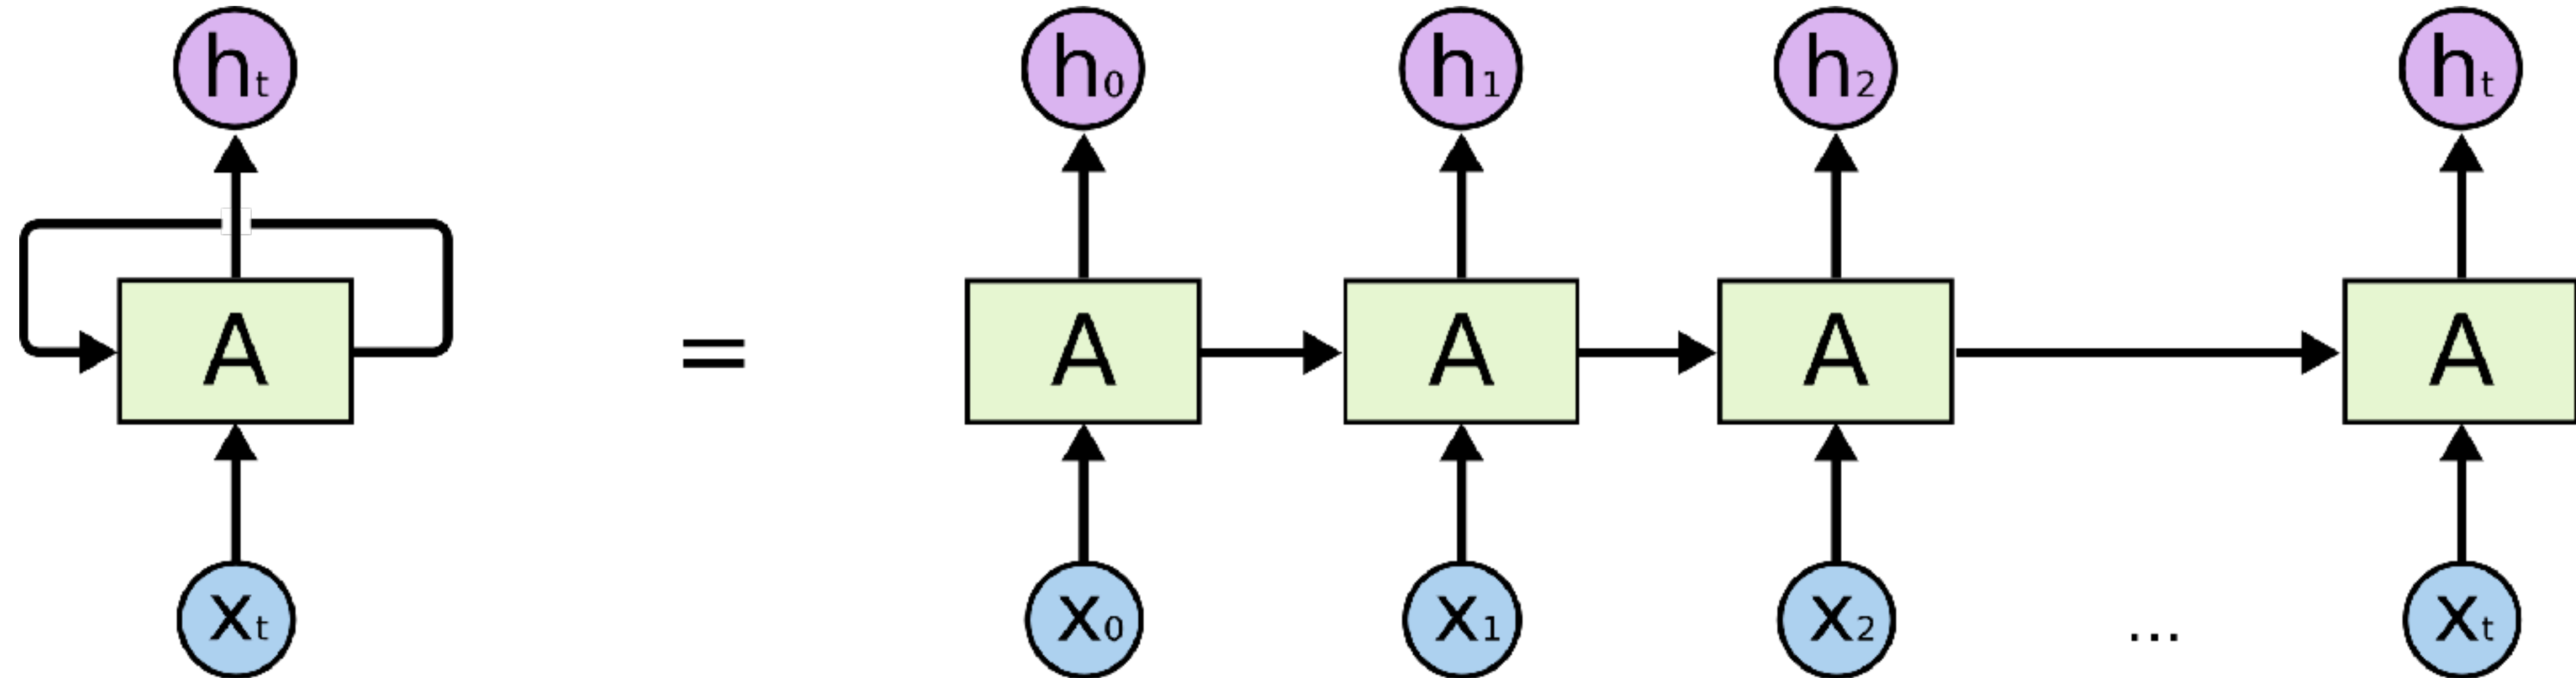 ht h0 h1 h2 ht
A = A A A A
xt x0 x1 x2 ... xt